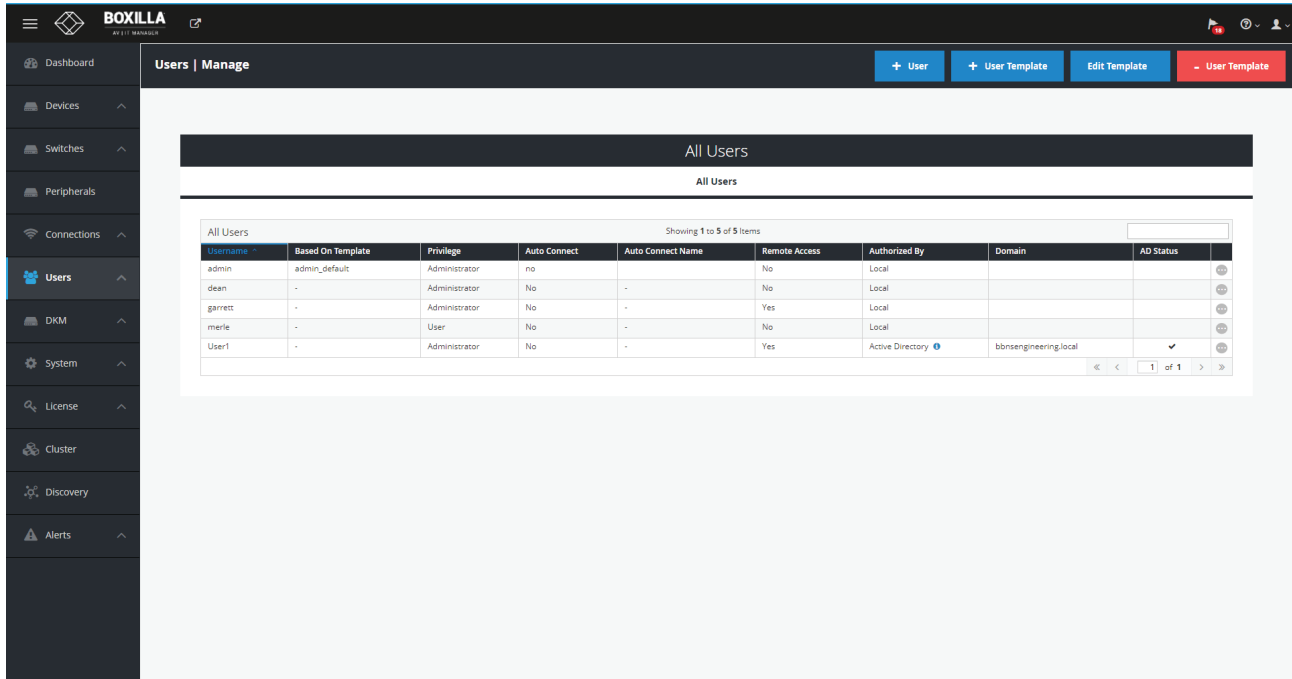 BOXILLA
AV | IT MANAGER
18
Dashboard
Devices
Switches
Peripherals
Connections
Users
DKM
System
License
Cluster
Discovery
Alerts
Users | Manage
+ User
+ User Template
Edit Template
- User Template
All Users
All Users
All Users Showing 1 to 5 of 5 Items
Username Based On Template Privilege Auto Connect Auto Connect Name Remote Access Authorized By Domain AD Status
admin admin_default Administrator no No Local
dean - Administrator No - No Local
garrett - Administrator No - Yes Local
merle - User No - No Local
User1 - Administrator No - Yes Active Directory bbnsengineering.local ✔
« < 1 of 1 > »